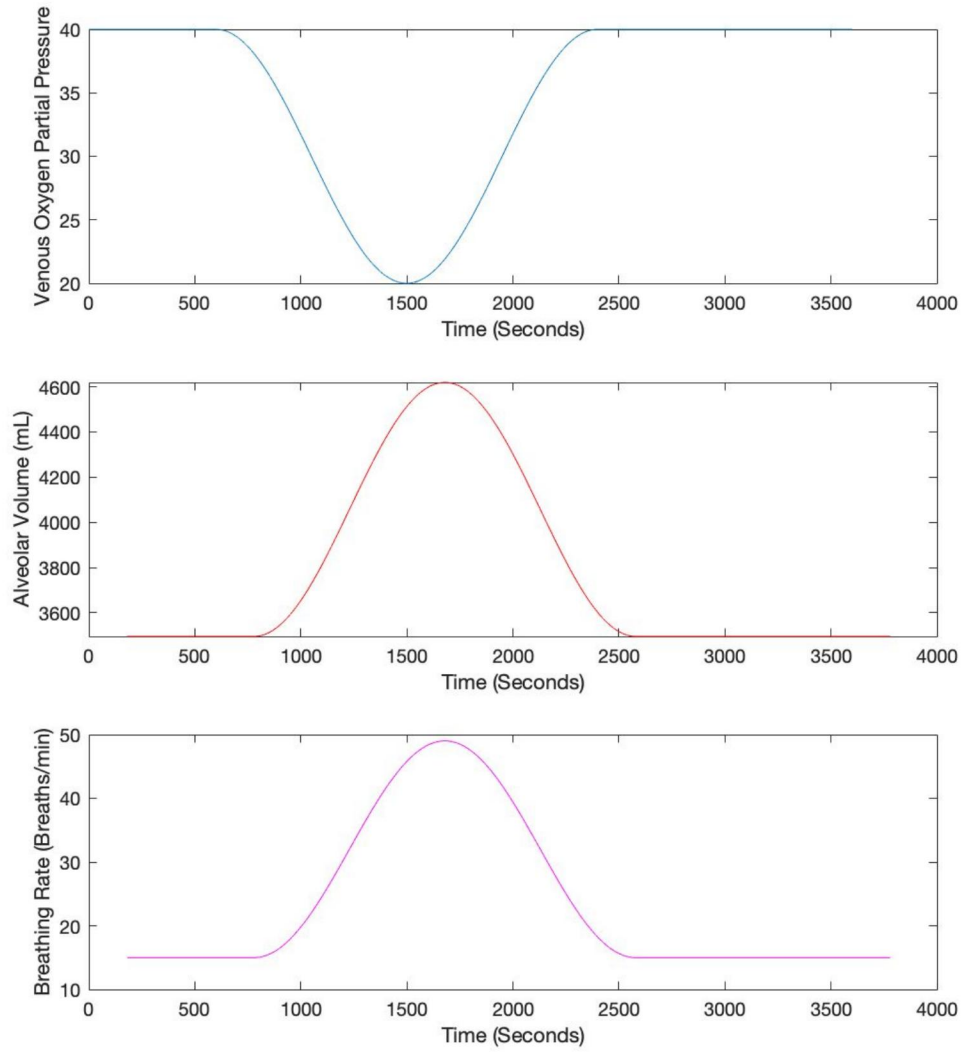 Venous Oxygen Partial Pressure
40
35
30
25
20
0 500 1000 1500 2000 2500 3000 3500 4000
Time (Seconds)
Alveolar Volume (mL)
4600
4400
4200
4000
3800
3600
0 500 1000 1500 2000 2500 3000 3500 4000
Time (Seconds)
Breathing Rate (Breaths/min)
50
40
30
20
10
0 500 1000 1500 2000 2500 3000 3500 4000
Time (Seconds)